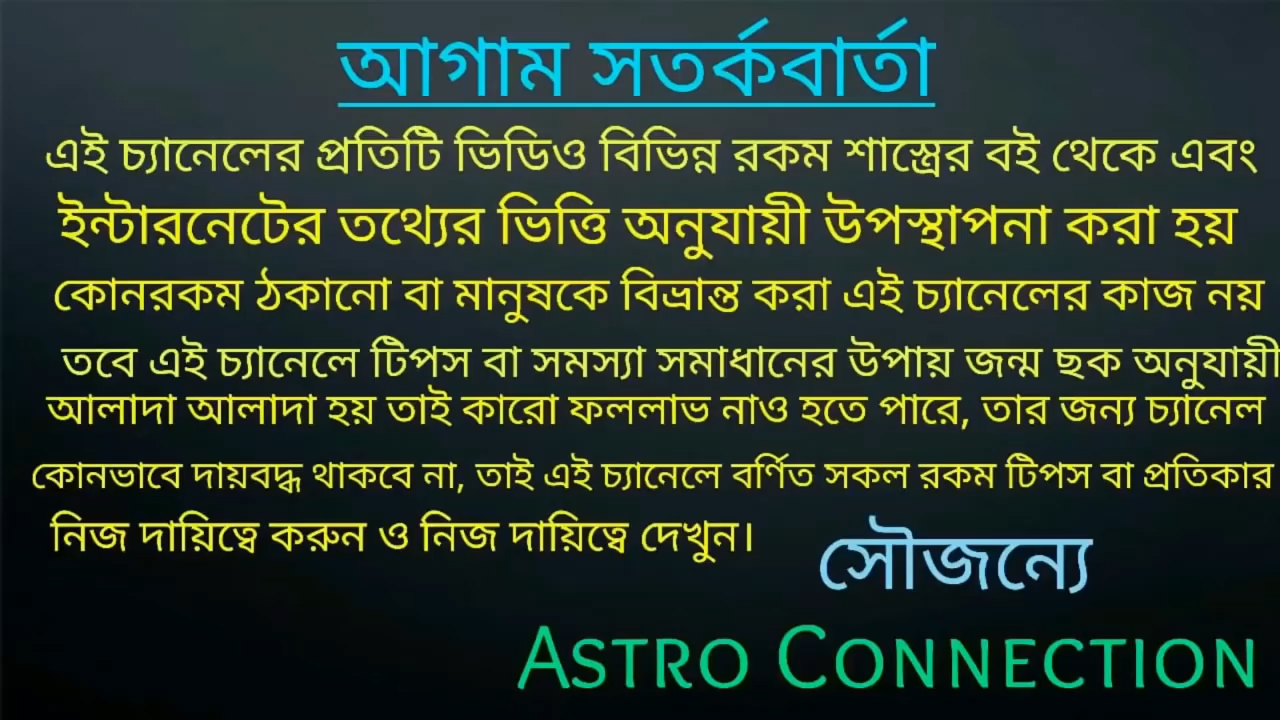 আগাম সতর্কবার্তা
এই চ্যানেলের প্রতিটি ভিডিও বিভিন্ন রকম শাস্ত্রের বই থেকে এবং
ইন্টারনেটের তথ্যের ভিত্তি অনুযায়ী উপস্থাপনা করা হয়
কোনরকম ঠকানো বা মানুষকে বিভ্রান্ত করা এই চ্যানেলের কাজ নয়
তবে এই চ্যানেলে টিপস বা সমস্যা সমাধানের উপায় জন্ম ছক অনুযায়ী
আলাদা আলাদা হয় তাই কারো ফললাভ নাও হতে পারে, তার জন্য চ্যানেল
কোনভাবে দায়বদ্ধ থাকবে না, তাই এই চ্যানেলে বর্ণিত সকল রকম টিপস বা প্রতিকার
নিজ দায়িত্বে করুন ও নিজ দায়িত্বে দেখুন।
সৌজন্যে
ASTRO CONNECTION